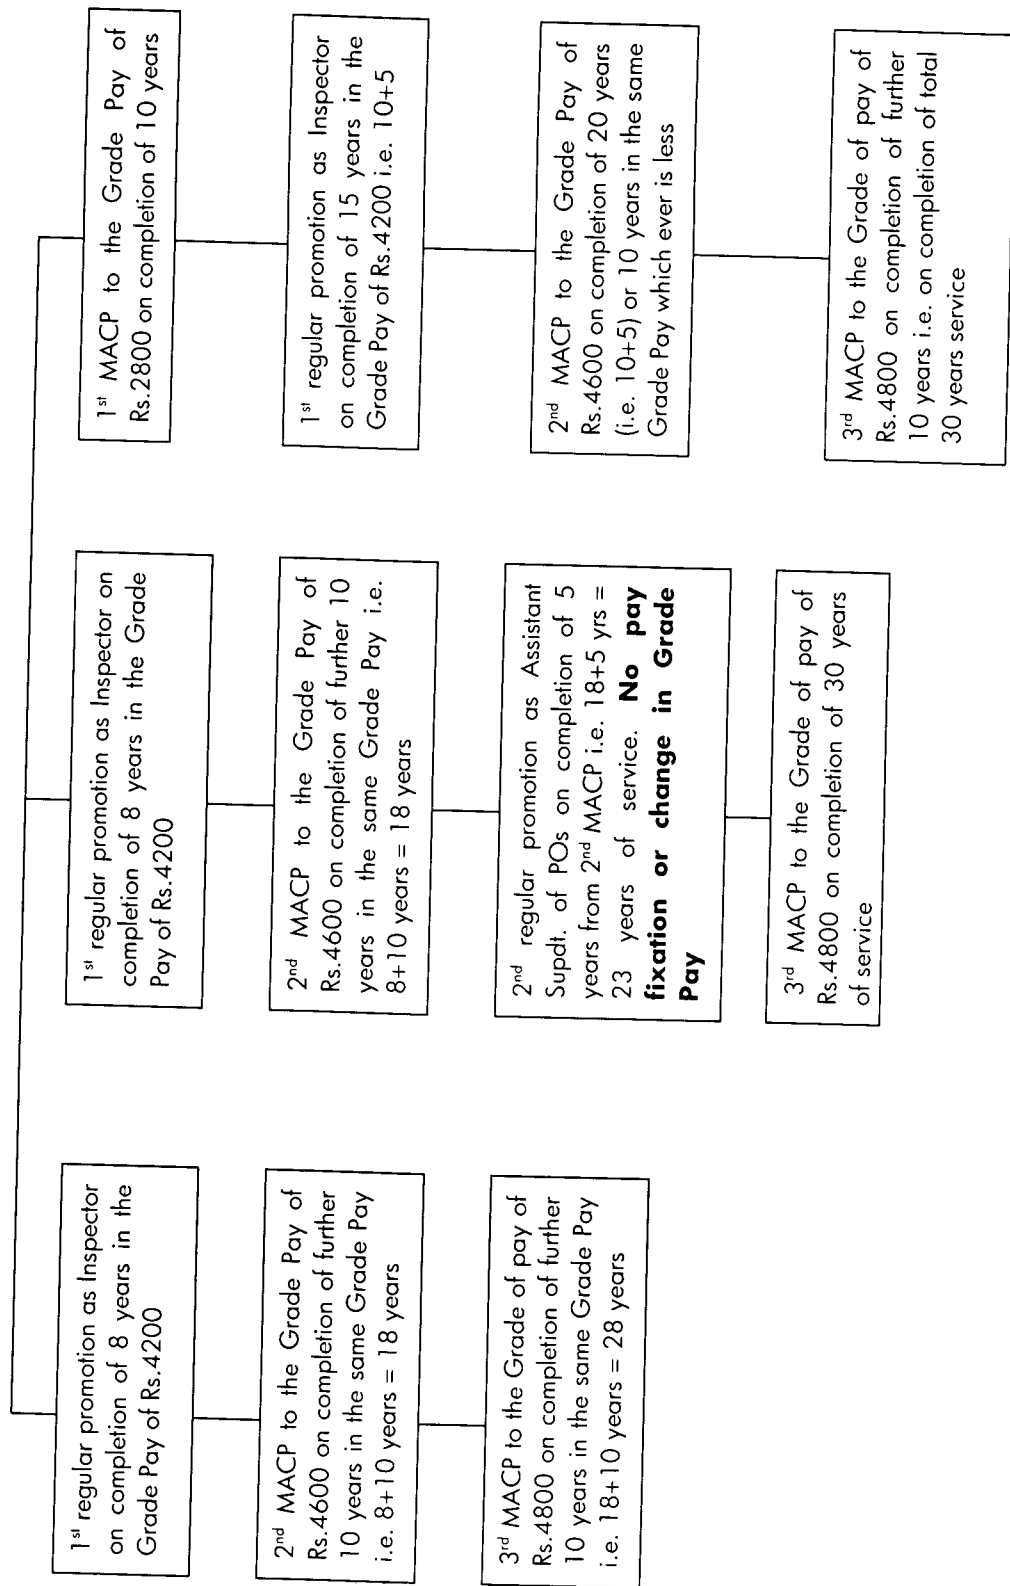 1st regular promotion as Inspector
on completion of 8 years in the
Grade Pay of Rs.4200
2nd MACP to the Grade Pay of
Rs.4600 on completion of further
10 years in the same Grade Pay
i.e. 8+10 years = 18 years
3rd MACP to the Grade of pay of
Rs.4800 on completion of further
10 years in the same Grade Pay
i.e. 18+10 years = 28 years
1st regular promotion as Inspector on
completion of 8 years in the Grade
Pay of Rs.4200
2nd MACP to the Grade Pay of
Rs.4600 on completion of further 10
years in the same Grade Pay i.e.
8+10 years = 18 years
2nd regular promotion as Assistant
Supdt. of POs on completion of 5
years from 2nd MACP i.e. 18+5 yrs =
23 years of service. No pay
fixation or change in Grade
Pay
3rd MACP to the Grade of pay of
Rs.4800 on completion of 30 years
of service
1st MACP to the Grade Pay of
Rs.2800 on completion of 10 years
1st regular promotion as Inspector
on completion of 15 years in the
Grade Pay of Rs.4200 i.e. 10+5
2nd MACP to the Grade Pay of
Rs.4600 on completion of 20 years
(i.e. 10+5) or 10 years in the same
Grade Pay which ever is less
3rd MACP to the Grade of pay of
Rs.4800 on completion of further
10 years i.e. on completion of total
30 years service